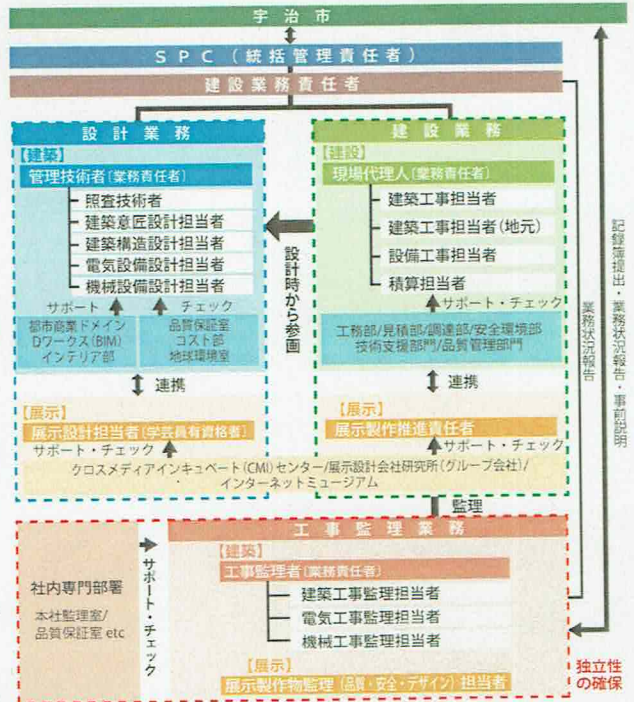 宇治市
SPC(統括管理責任者)
建設業務責任者
設計業務
【建築】
管理技術者〔業務責任者〕
照査技術者
建築意匠設計担当者
建築構造設計担当者
電気設備設計担当者
機械設備設計担当者
サポート
チェック
都市商業ドメイン
Dワークス(BIM)
インテリア部
品質保証室
コスト部
地球環境室
連携
【展示】
展示設計担当者〔学芸員有資格者〕
サポート・チェック
設計時から参画
建設業務
【建設】
現場代理人〔業務責任者〕
建築工事担当者
建築工事担当者(地元)
設備工事担当者
積算担当者
サポート・チェック
工務部/見積部/調達部/安全環境部
技術支援部門/品質管理部門
連携
【展示】
展示製作推進責任者
サポート・チェック
クロスメディアインキュベート(CMI)センター/展示設計会社研究所(グループ会社)/
インターネットミュージアム
監理
工事監理業務
【建築】
工事監理者〔業務責任者〕
建築工事監理担当者
電気工事監理担当者
機械工事監理担当者
【展示】
展示製作物監理(品質・安全・デザイン)担当者
社内専門部署
本社監理室/
品質保証室 etc
サポート・チェック
業務状況報告
記録簿提出・業務状況報告・事前説明
独立性
の確保